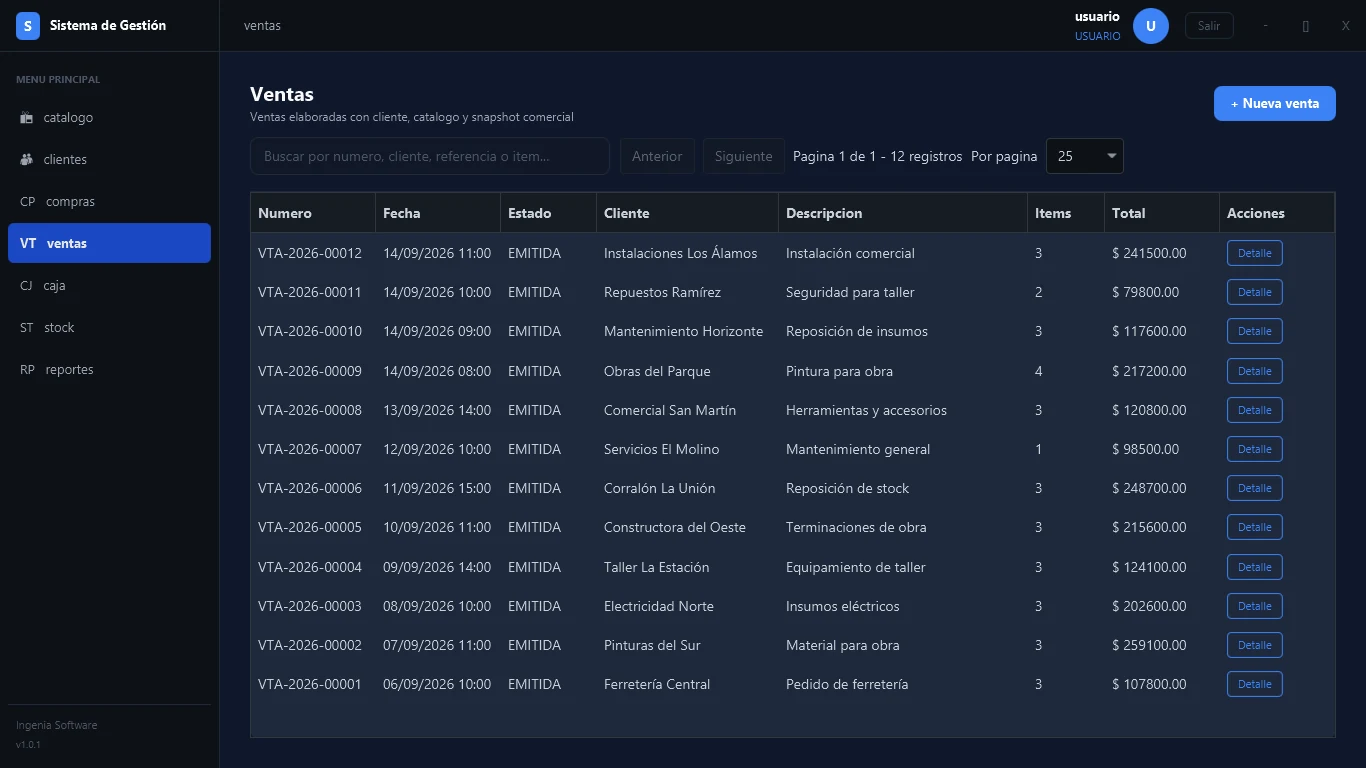 S Sistema de Gestión
ventas
usuario
USUARIO
U
Salir
-
X
MENU PRINCIPAL
catalogo
clientes
CP compras
VT ventas
CJ caja
ST stock
RP reportes
Ingenia Software
v1.0.1
Ventas
Ventas elaboradas con cliente, catalogo y snapshot comercial
+ Nueva venta
Buscar por numero, cliente, referencia o item...
Anterior Siguiente Pagina 1 de 1 - 12 registros Por pagina 25
Numero Fecha Estado Cliente Descripcion Items Total Acciones
VTA-2026-00012 14/09/2026 11:00 EMITIDA Instalaciones Los Álamos Instalación comercial 3 $ 241500.00 Detalle
VTA-2026-00011 14/09/2026 10:00 EMITIDA Repuestos Ramírez Seguridad para taller 2 $ 79800.00 Detalle
VTA-2026-00010 14/09/2026 09:00 EMITIDA Mantenimiento Horizonte Reposición de insumos 3 $ 117600.00 Detalle
VTA-2026-00009 14/09/2026 08:00 EMITIDA Obras del Parque Pintura para obra 4 $ 217200.00 Detalle
VTA-2026-00008 13/09/2026 14:00 EMITIDA Comercial San Martín Herramientas y accesorios 3 $ 120800.00 Detalle
VTA-2026-00007 12/09/2026 10:00 EMITIDA Servicios El Molino Mantenimiento general 1 $ 98500.00 Detalle
VTA-2026-00006 11/09/2026 15:00 EMITIDA Corralón La Unión Reposición de stock 3 $ 248700.00 Detalle
VTA-2026-00005 10/09/2026 11:00 EMITIDA Constructora del Oeste Terminaciones de obra 3 $ 215600.00 Detalle
VTA-2026-00004 09/09/2026 14:00 EMITIDA Taller La Estación Equipamiento de taller 3 $ 124100.00 Detalle
VTA-2026-00003 08/09/2026 10:00 EMITIDA Electricidad Norte Insumos eléctricos 3 $ 202600.00 Detalle
VTA-2026-00002 07/09/2026 11:00 EMITIDA Pinturas del Sur Material para obra 3 $ 259100.00 Detalle
VTA-2026-00001 06/09/2026 10:00 EMITIDA Ferretería Central Pedido de ferretería 3 $ 107800.00 Detalle